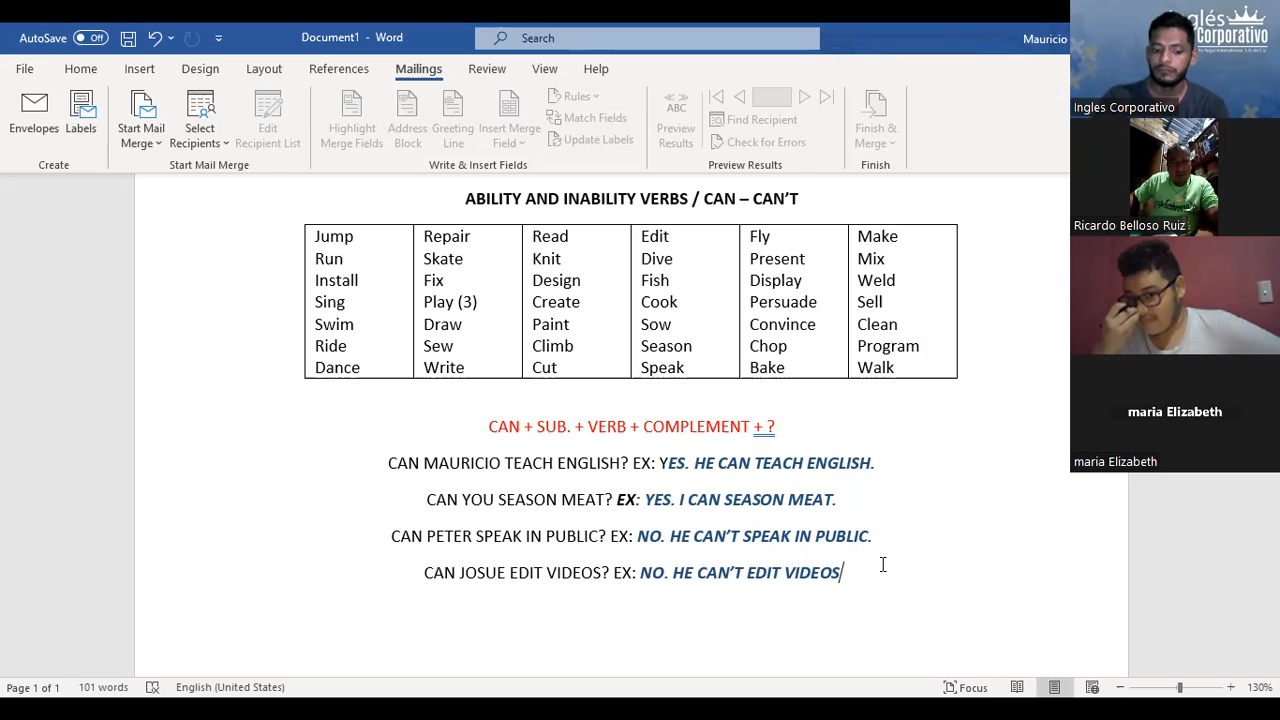 AutoSave Off Document1 - Word Search Mauricio
File Home Insert Design Layout References Mailings Review View Help
Envelopes Labels Start Mail Merge Select Recipients Edit Recipient List Highlight Merge Fields Address Block Greeting Line Insert Merge Field Rules Match Fields Update Labels Preview Results Find Recipient Check for Errors Finish & Merge
Create Start Mail Merge Write & Insert Fields Preview Results Finish
ABC
Inglés
Corporativo
Ingles Corporativo
Ricardo Belloso Ruiz
maria Elizabeth
maria Elizabeth
ABILITY AND INABILITY VERBS / CAN – CAN’T
Jump Repair Read Edit Fly Make
Run Skate Knit Dive Present Mix
Install Fix Design Fish Display Weld
Sing Play (3) Create Cook Persuade Sell
Swim Draw Paint Sow Convince Clean
Ride Sew Climb Season Chop Program
Dance Write Cut Speak Bake Walk
CAN + SUB. + VERB + COMPLEMENT + ?
CAN MAURICIO TEACH ENGLISH? EX: YES. HE CAN TEACH ENGLISH.
CAN YOU SEASON MEAT? EX: YES. I CAN SEASON MEAT.
CAN PETER SPEAK IN PUBLIC? EX: NO. HE CAN’T SPEAK IN PUBLIC.
CAN JOSUE EDIT VIDEOS? EX: NO. HE CAN’T EDIT VIDEOS
Page 1 of 1 101 words English (United States) Focus 130%